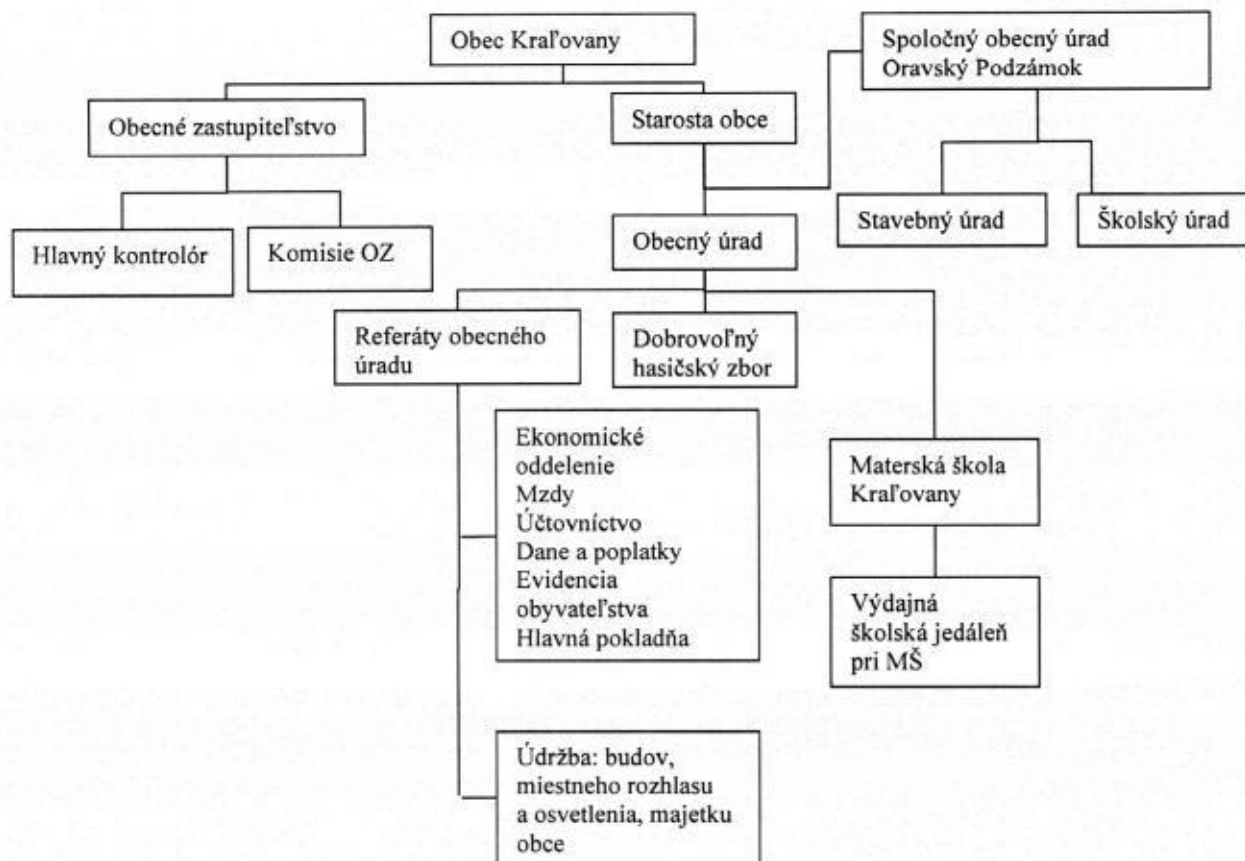 Obec Kraľovany
Spoločný obecný úrad
Oravský Podzámok
Obecné zastupiteľstvo
Starosta obce
Hlavný kontrolór
Komisie OZ
Obecný úrad
Stavebný úrad
Školský úrad
Referáty obecného
úradu
Dobrovoľný
hasičský zbor
Ekonomické
oddelenie
Mzdy
Účtovníctvo
Dane a poplatky
Evidencia
obyvateľstva
Hlavná pokladňa
Materská škola
Kraľovany
Výdajná
školská jedáleň
pri MŠ
Údržba: budov,
miestneho rozhlasu
a osvetlenia, majetku
obce